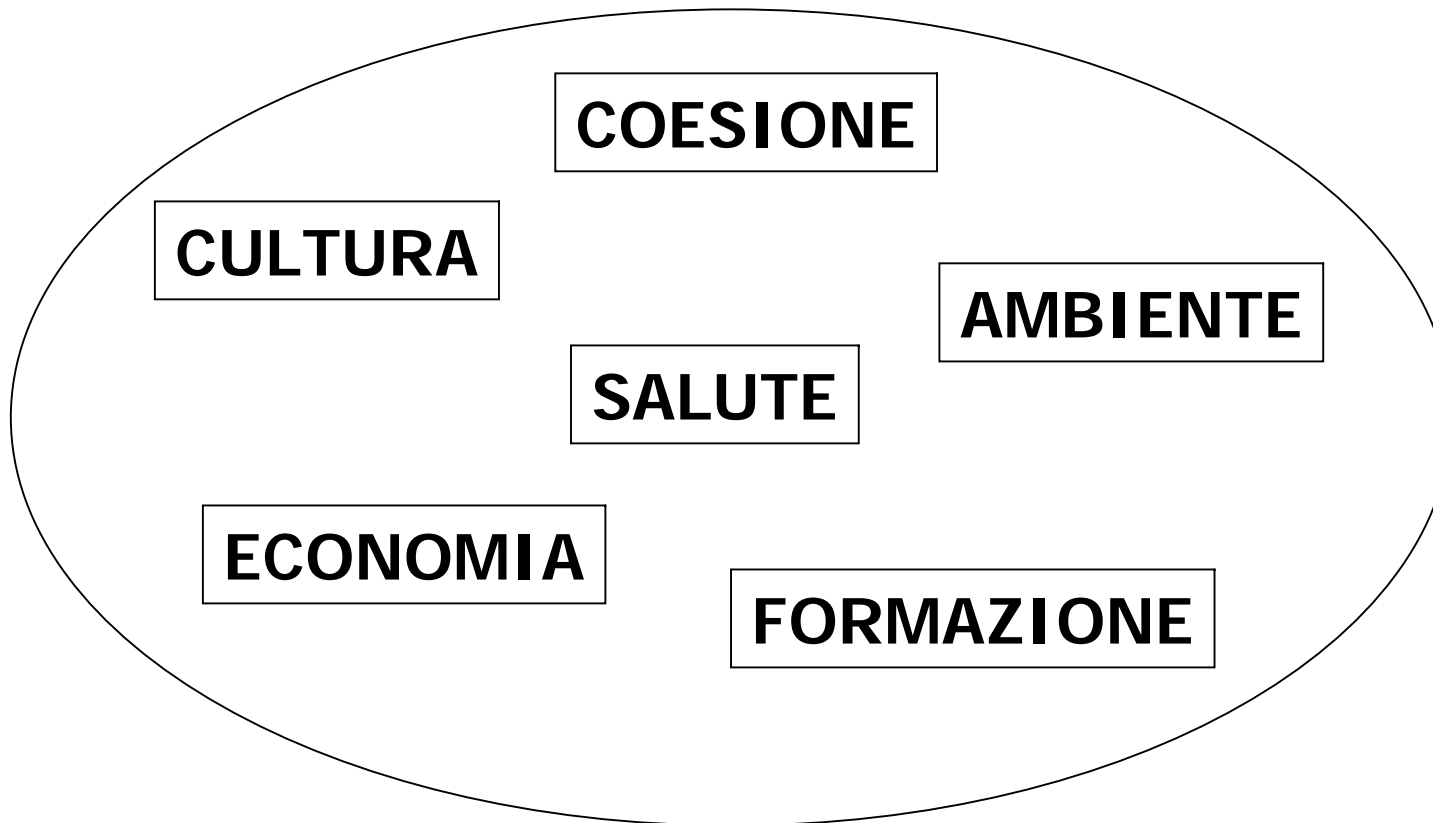 COESIONE
CULTURA
AMBIENTE
SALUTE
ECONOMIA
FORMAZIONE